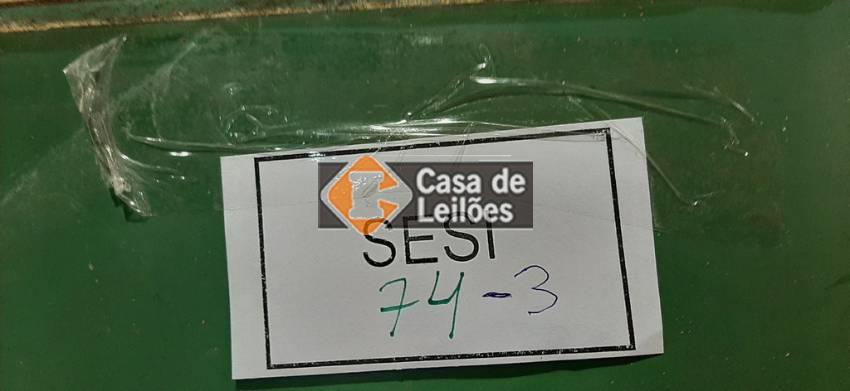 Casa de
Leilões
SESI
74-3